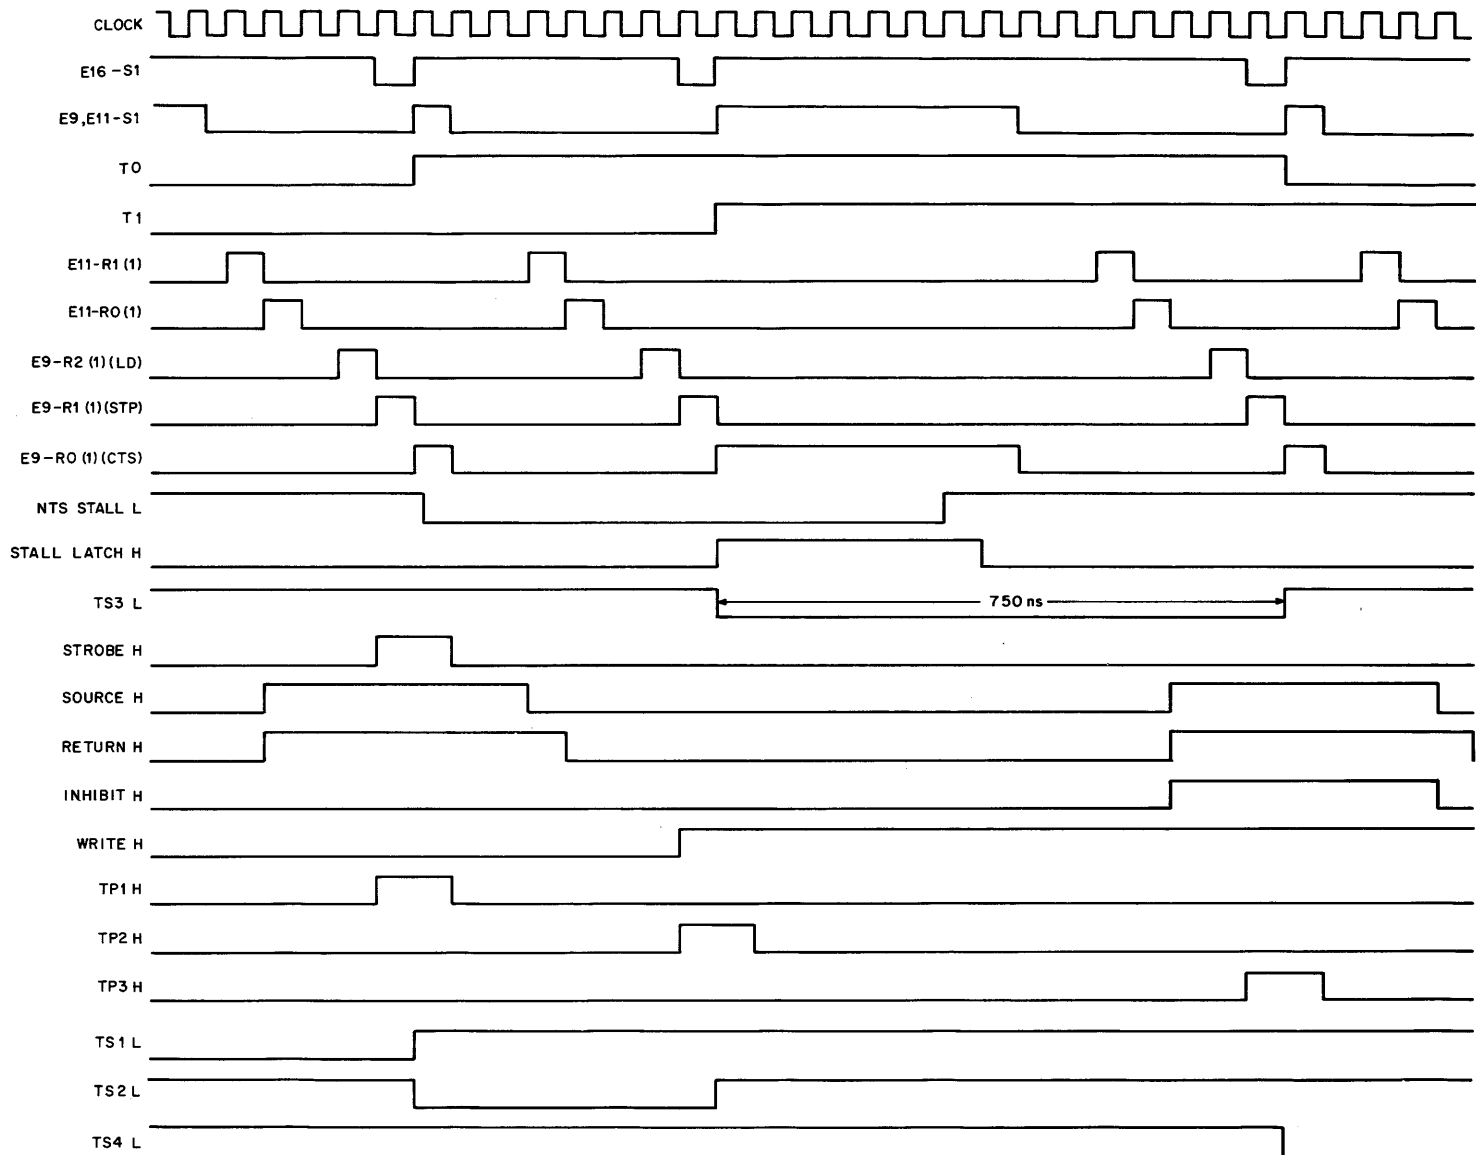 CLOCK
E16-S1
E9,E11-S1
T0
T1
E11-R1(1)
E11-R0(1)
E9-R2(1)(LD)
E9-R1(1)(STP)
E9-R0(1)(CTS)
NTS STALL L
STALL LATCH H
TS3 L
750 ns
STROBE H
SOURCE H
RETURN H
INHIBIT H
WRITE H
TP1 H
TP2 H
TP3 H
TS1 L
TS2 L
TS4 L